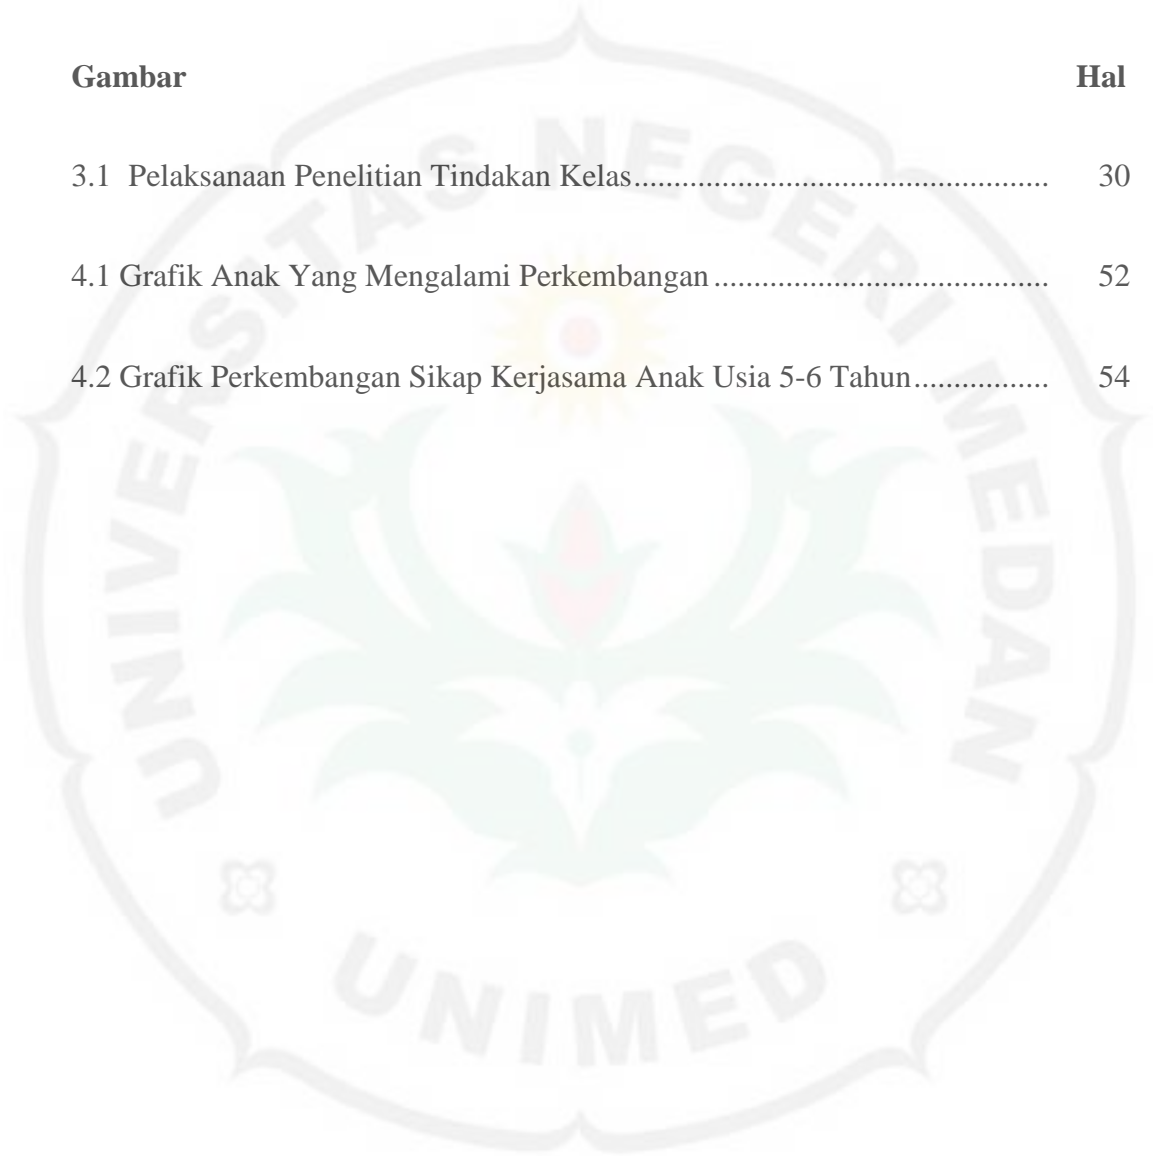 Gambar Hal
3.1 Pelaksanaan Penelitian Tindakan Kelas.................................................... 30
4.1 Grafik Anak Yang Mengalami Perkembangan.......................................... 52
4.2 Grafik Perkembangan Sikap Kerjasama Anak Usia 5-6 Tahun................. 54
UNIVERSITAS NEGERI MEDAN
UNIMED